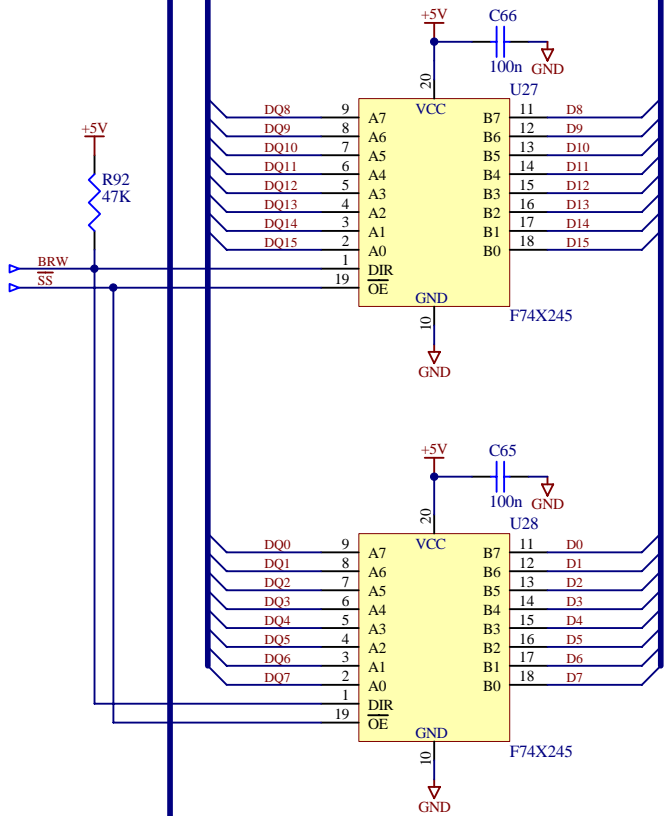 +5V
C66
100n
GND
20
U27
VCC
DQ8 9 A7 B7 11 D8
DQ9 8 A6 B6 12 D9
DQ10 7 A5 B5 13 D10
DQ11 6 A4 B4 14 D11
DQ12 5 A3 B3 15 D12
DQ13 4 A2 B2 16 D13
DQ14 3 A1 B1 17 D14
DQ15 2 A0 B0 18 D15
+5V
R92
47K
BRW 1 DIR
SS 19 OE
GND
F74X245
10
GND
+5V
C65
100n
GND
20
U28
VCC
DQ0 9 A7 B7 11 D0
DQ1 8 A6 B6 12 D1
DQ2 7 A5 B5 13 D2
DQ3 6 A4 B4 14 D3
DQ4 5 A3 B3 15 D4
DQ5 4 A2 B2 16 D5
DQ6 3 A1 B1 17 D6
DQ7 2 A0 B0 18 D7
1 DIR
19 OE
GND
F74X245
10
GND